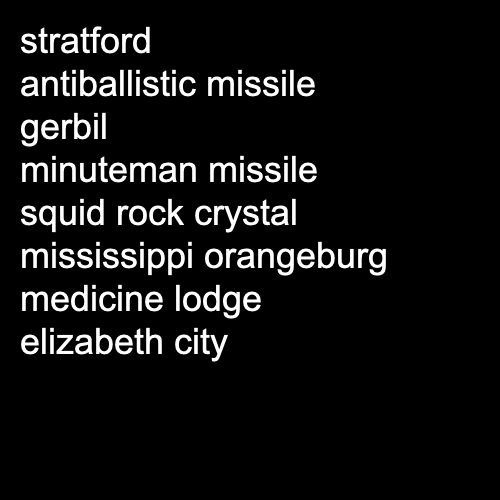 stratford
antiballistic missile
gerbil
minuteman missile
squid rock crystal
mississippi orangeburg
medicine lodge
elizabeth city